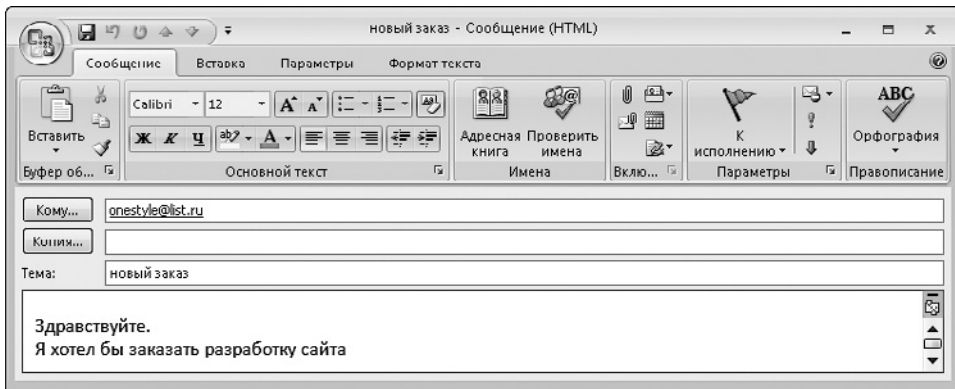 новый заказ - Сообщение (HTML)
Сообщение Вставка Параметры Формат текста
Вставить
Calibri 12
Ж К Ч
Адресная книга
Проверить имена
К исполнению
ABC
Орфография
Буфер об... Основной текст Имена Вклю... Параметры Правописание
Кому... onestyle@list.ru
Копия...
Тема: новый заказ
Здравствуйте.
Я хотел бы заказать разработку сайта